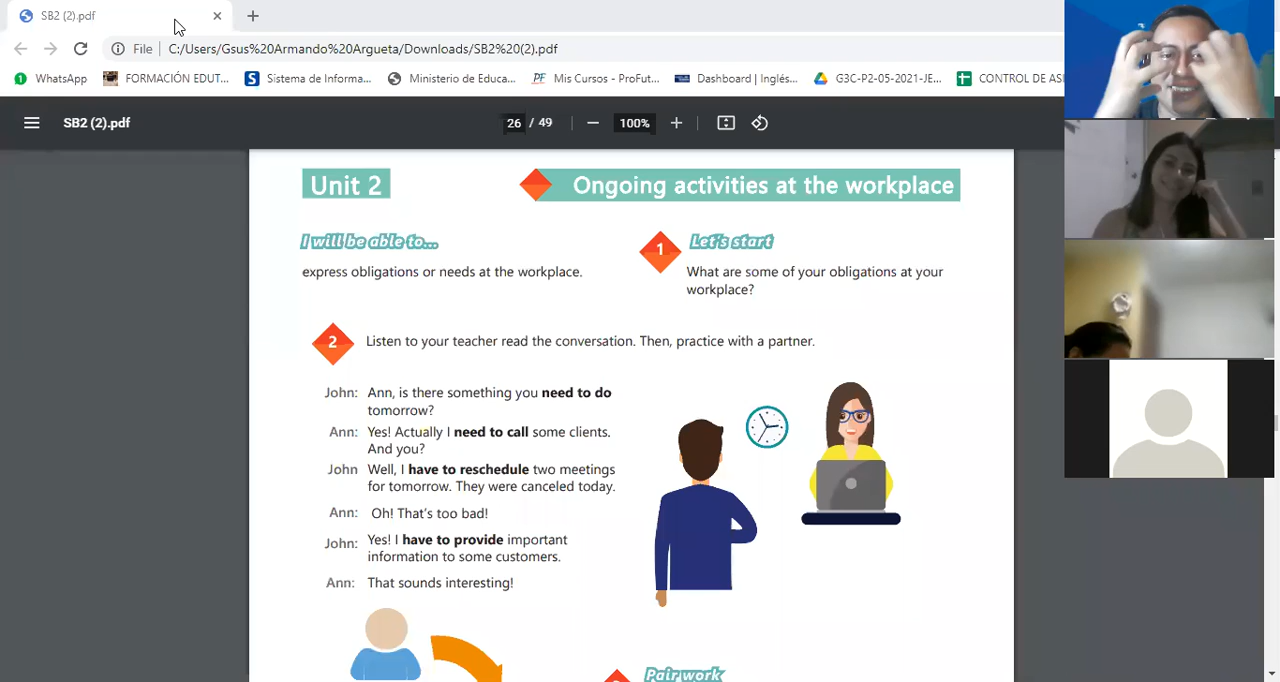 SB2 (2).pdf
File
C:/Users/Gsus%20Armando%20Argueta/Downloads/SB2%20(2).pdf
WhatsApp
FORMACIÓN EDUT...
Sistema de Informa...
Ministerio de Educa...
Mis Cursos - ProFut...
Dashboard | Inglés...
G3C-P2-05-2021-JE...
CONTROL DE ASI
SB2 (2).pdf
26 / 49
100%
Unit 2
Ongoing activities at the workplace
I will be able to...
express obligations or needs at the workplace.
1
Let's start
What are some of your obligations at your
workplace?
2
Listen to your teacher read the conversation. Then, practice with a partner.
John: Ann, is there something you need to do
tomorrow?
Ann: Yes! Actually I need to call some clients.
And you?
John Well, I have to reschedule two meetings
for tomorrow. They were canceled today.
Ann: Oh! That's too bad!
John: Yes! I have to provide important
information to some customers.
Ann: That sounds interesting!
Pair work